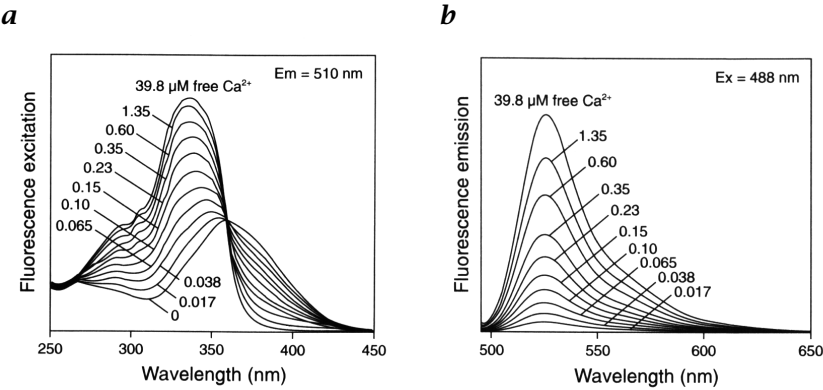 a
Em = 510 nm
39.8 µM free Ca²⁺
1.35
0.60
0.35
0.23
0.15
0.10
0.065
0.038
0.017
0
Fluorescence excitation
250 300 350 400 450
Wavelength (nm)
b
Ex = 488 nm
39.8 µM free Ca²⁺
1.35
0.60
0.35
0.23
0.15
0.10
0.065
0.038
0.017
Fluorescence emission
500 550 600 650
Wavelength (nm)